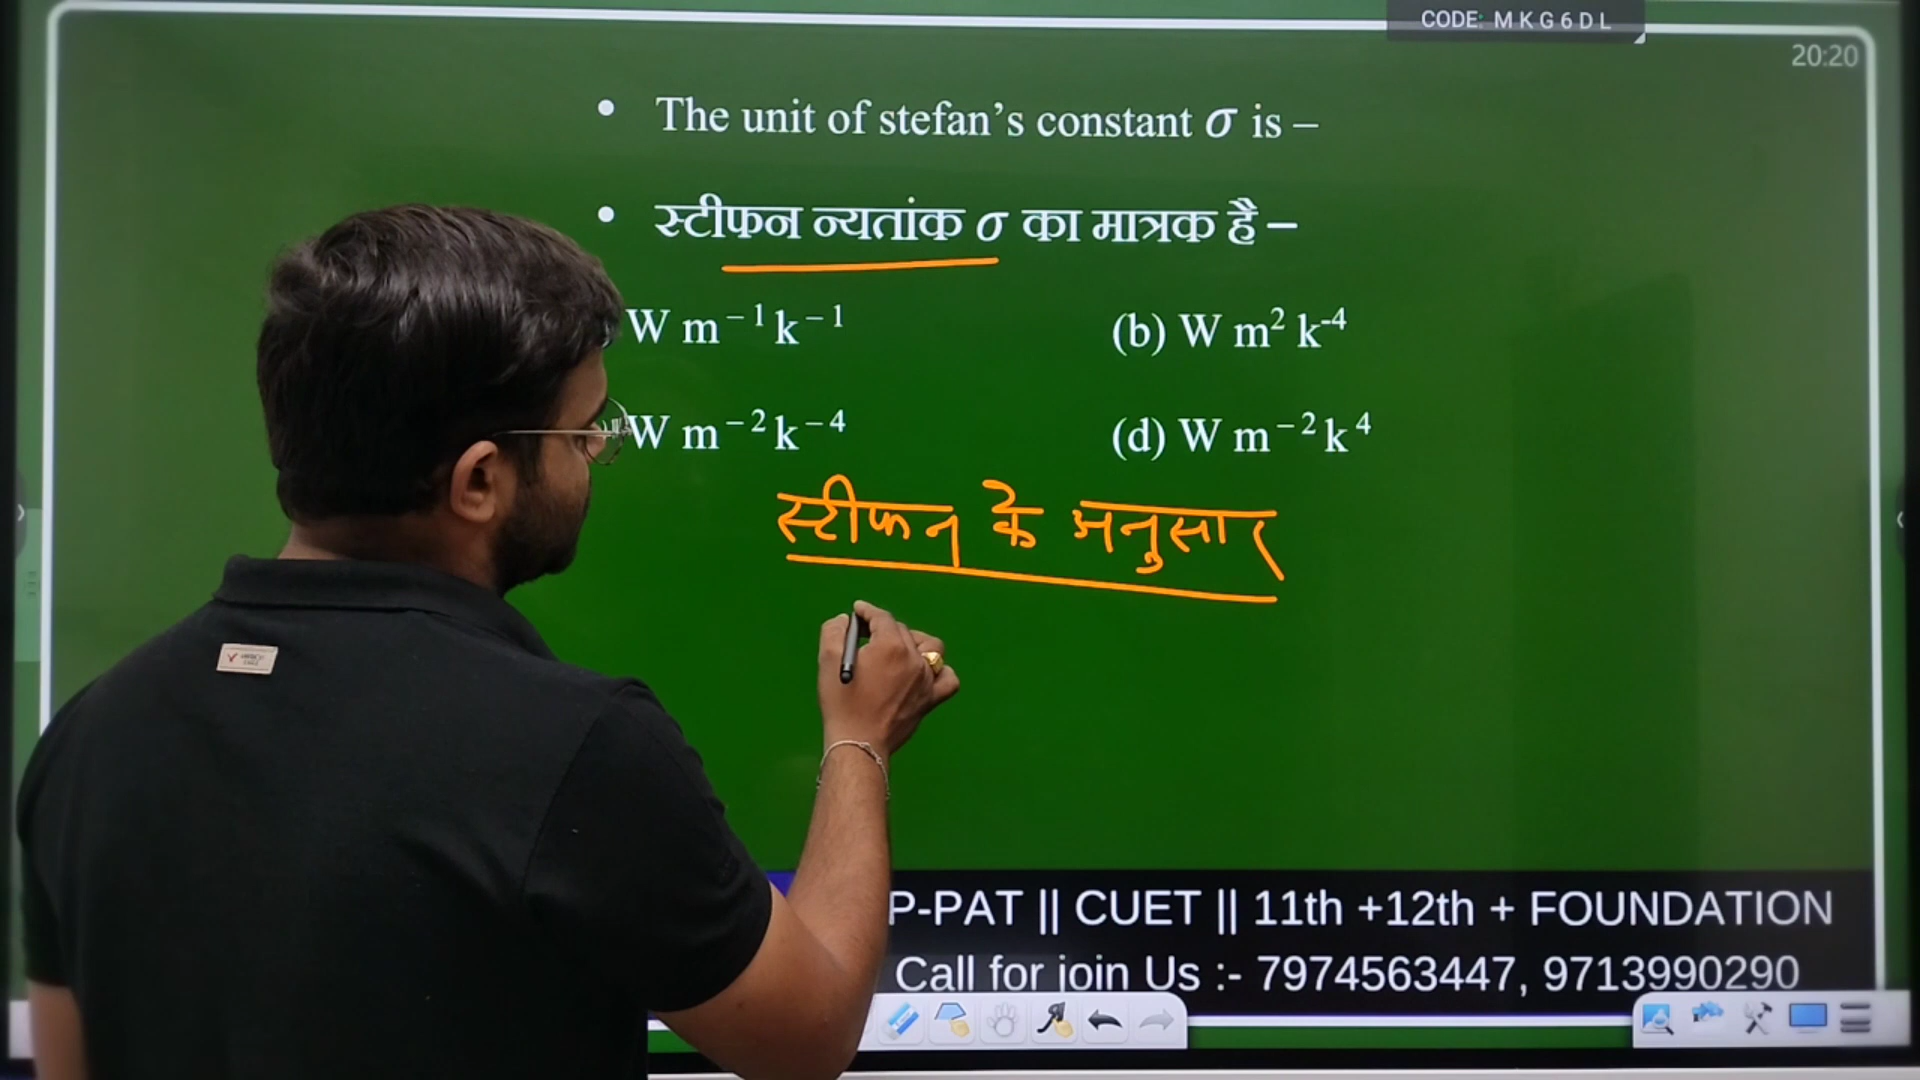 CODE: MKG6DL
20:20
• The unit of stefan’s constant σ is –
• स्टीफन न्यतांक σ का मात्रक है –
W m⁻¹ k⁻¹ (b) W m² k⁻⁴
W m⁻² k⁻⁴ (d) W m⁻² k⁴
स्टीफन के अनुसार
P-PAT || CUET || 11th +12th + FOUNDATION
Call for join Us :- 7974563447, 9713990290